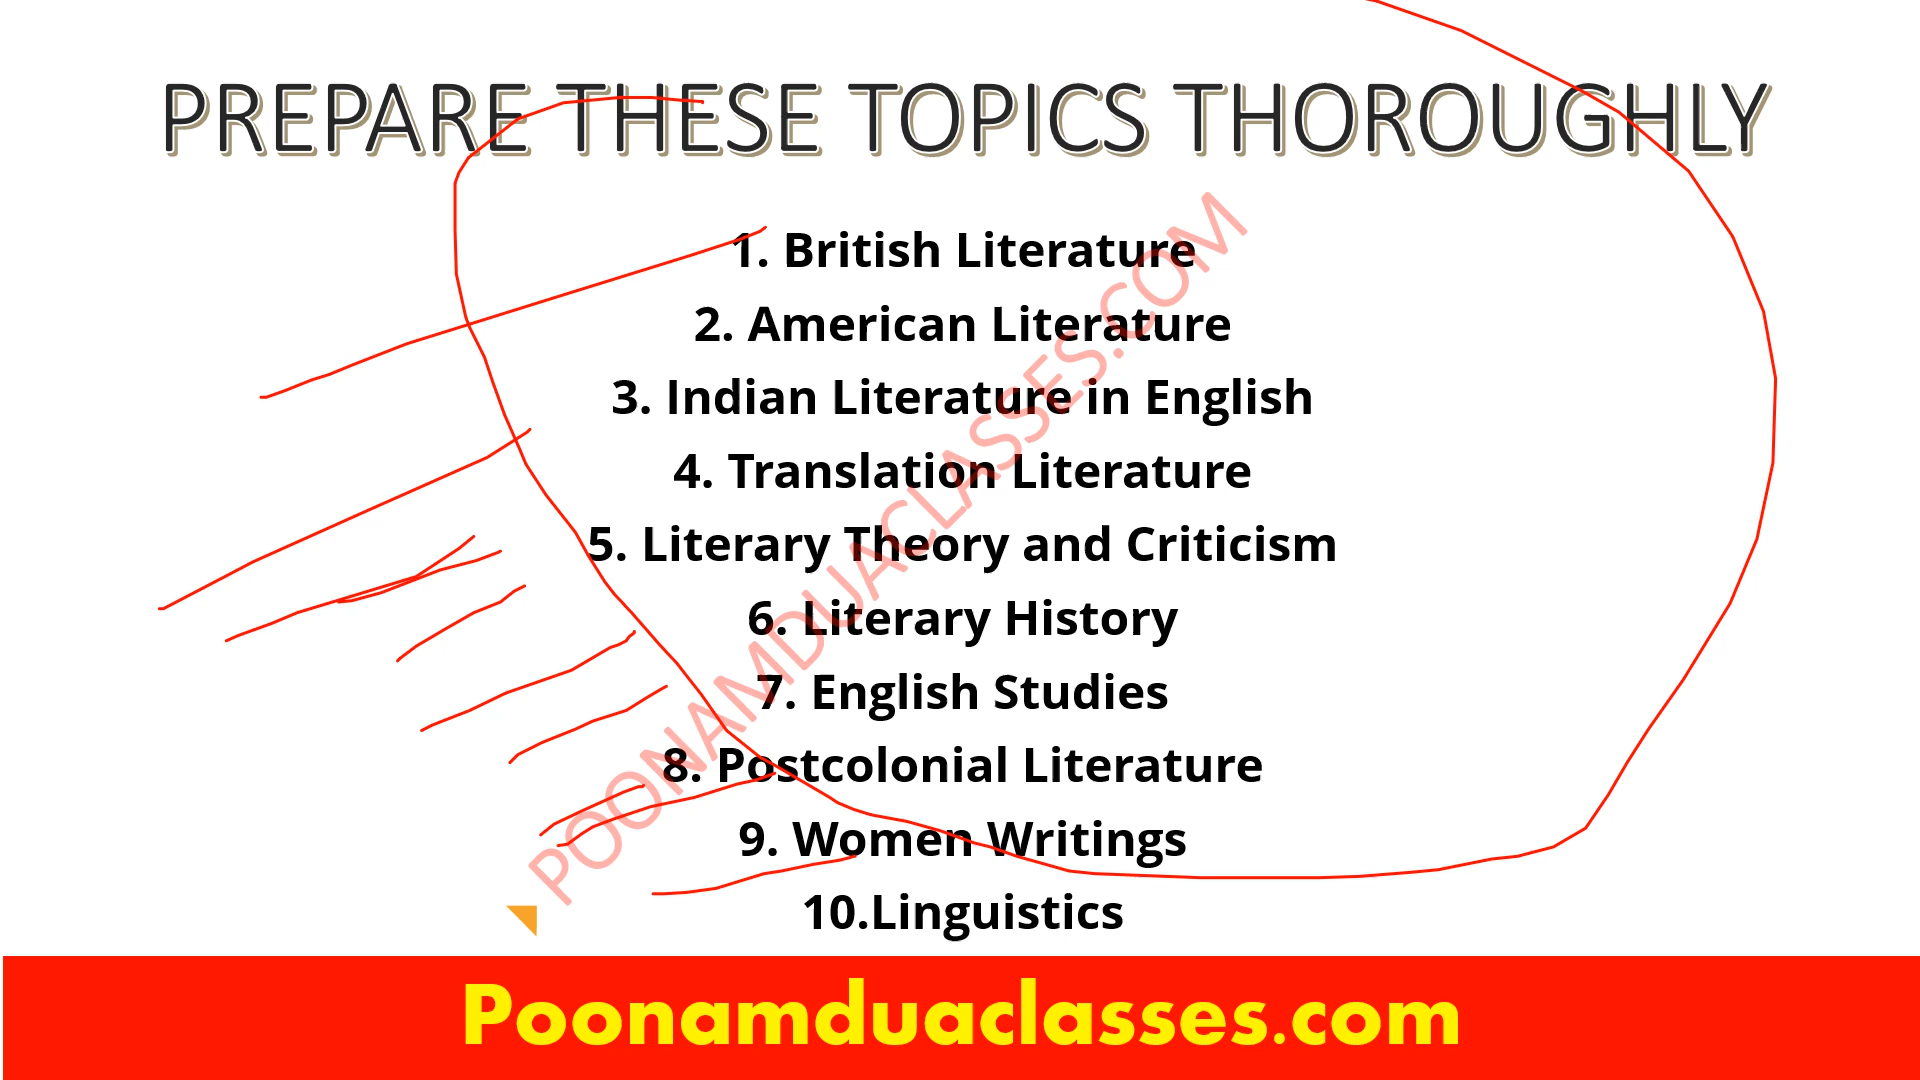 PREPARE THESE TOPICS THOROUGHLY
1. British Literature
2. American Literature
3. Indian Literature in English
4. Translation Literature
5. Literary Theory and Criticism
6. Literary History
7. English Studies
8. Postcolonial Literature
9. Women Writings
10.Linguistics
POONAMDUACLASSES.COM
Poonamduaclasses.com